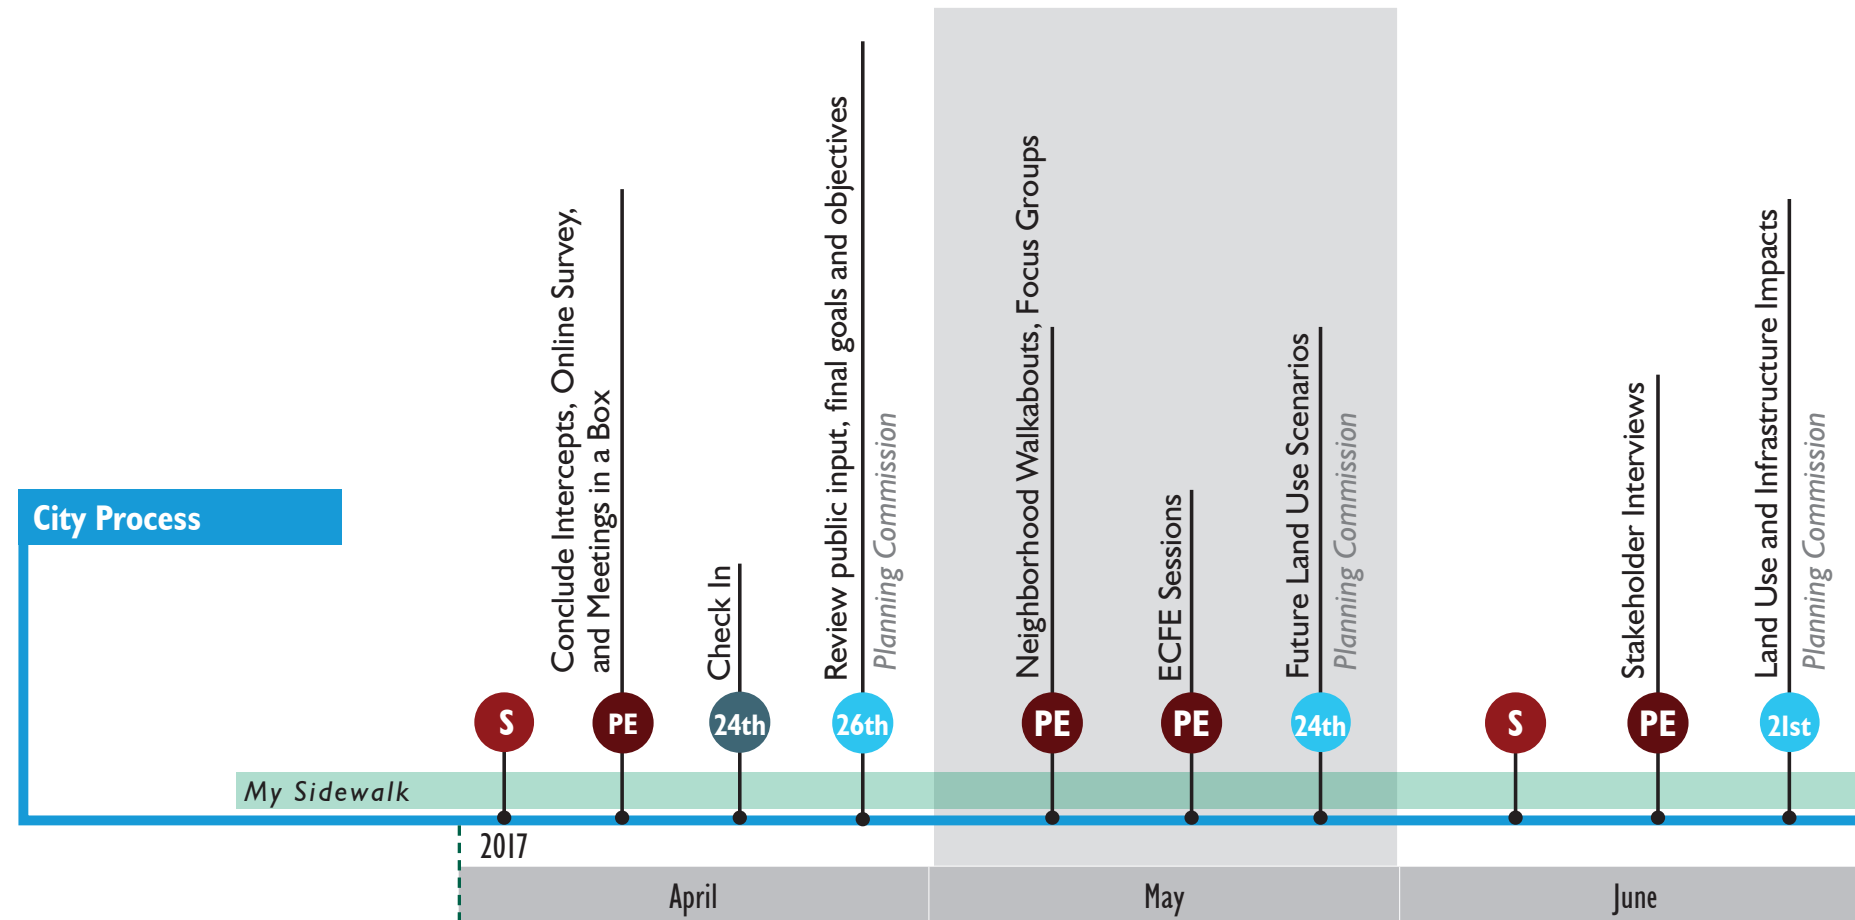 City Process
My Sidewalk
S
Conclude Intercepts, Online Survey,
and Meetings in a Box
PE
Check In
24th
Review public input, final goals and objectives
Planning Commission
26th
Neighborhood Walkabouts, Focus Groups
PE
ECFE Sessions
PE
Future Land Use Scenarios
Planning Commission
24th
S
Stakeholder Interviews
PE
Land Use and Infrastructure Impacts
Planning Commission
21st
2017
April
May
June